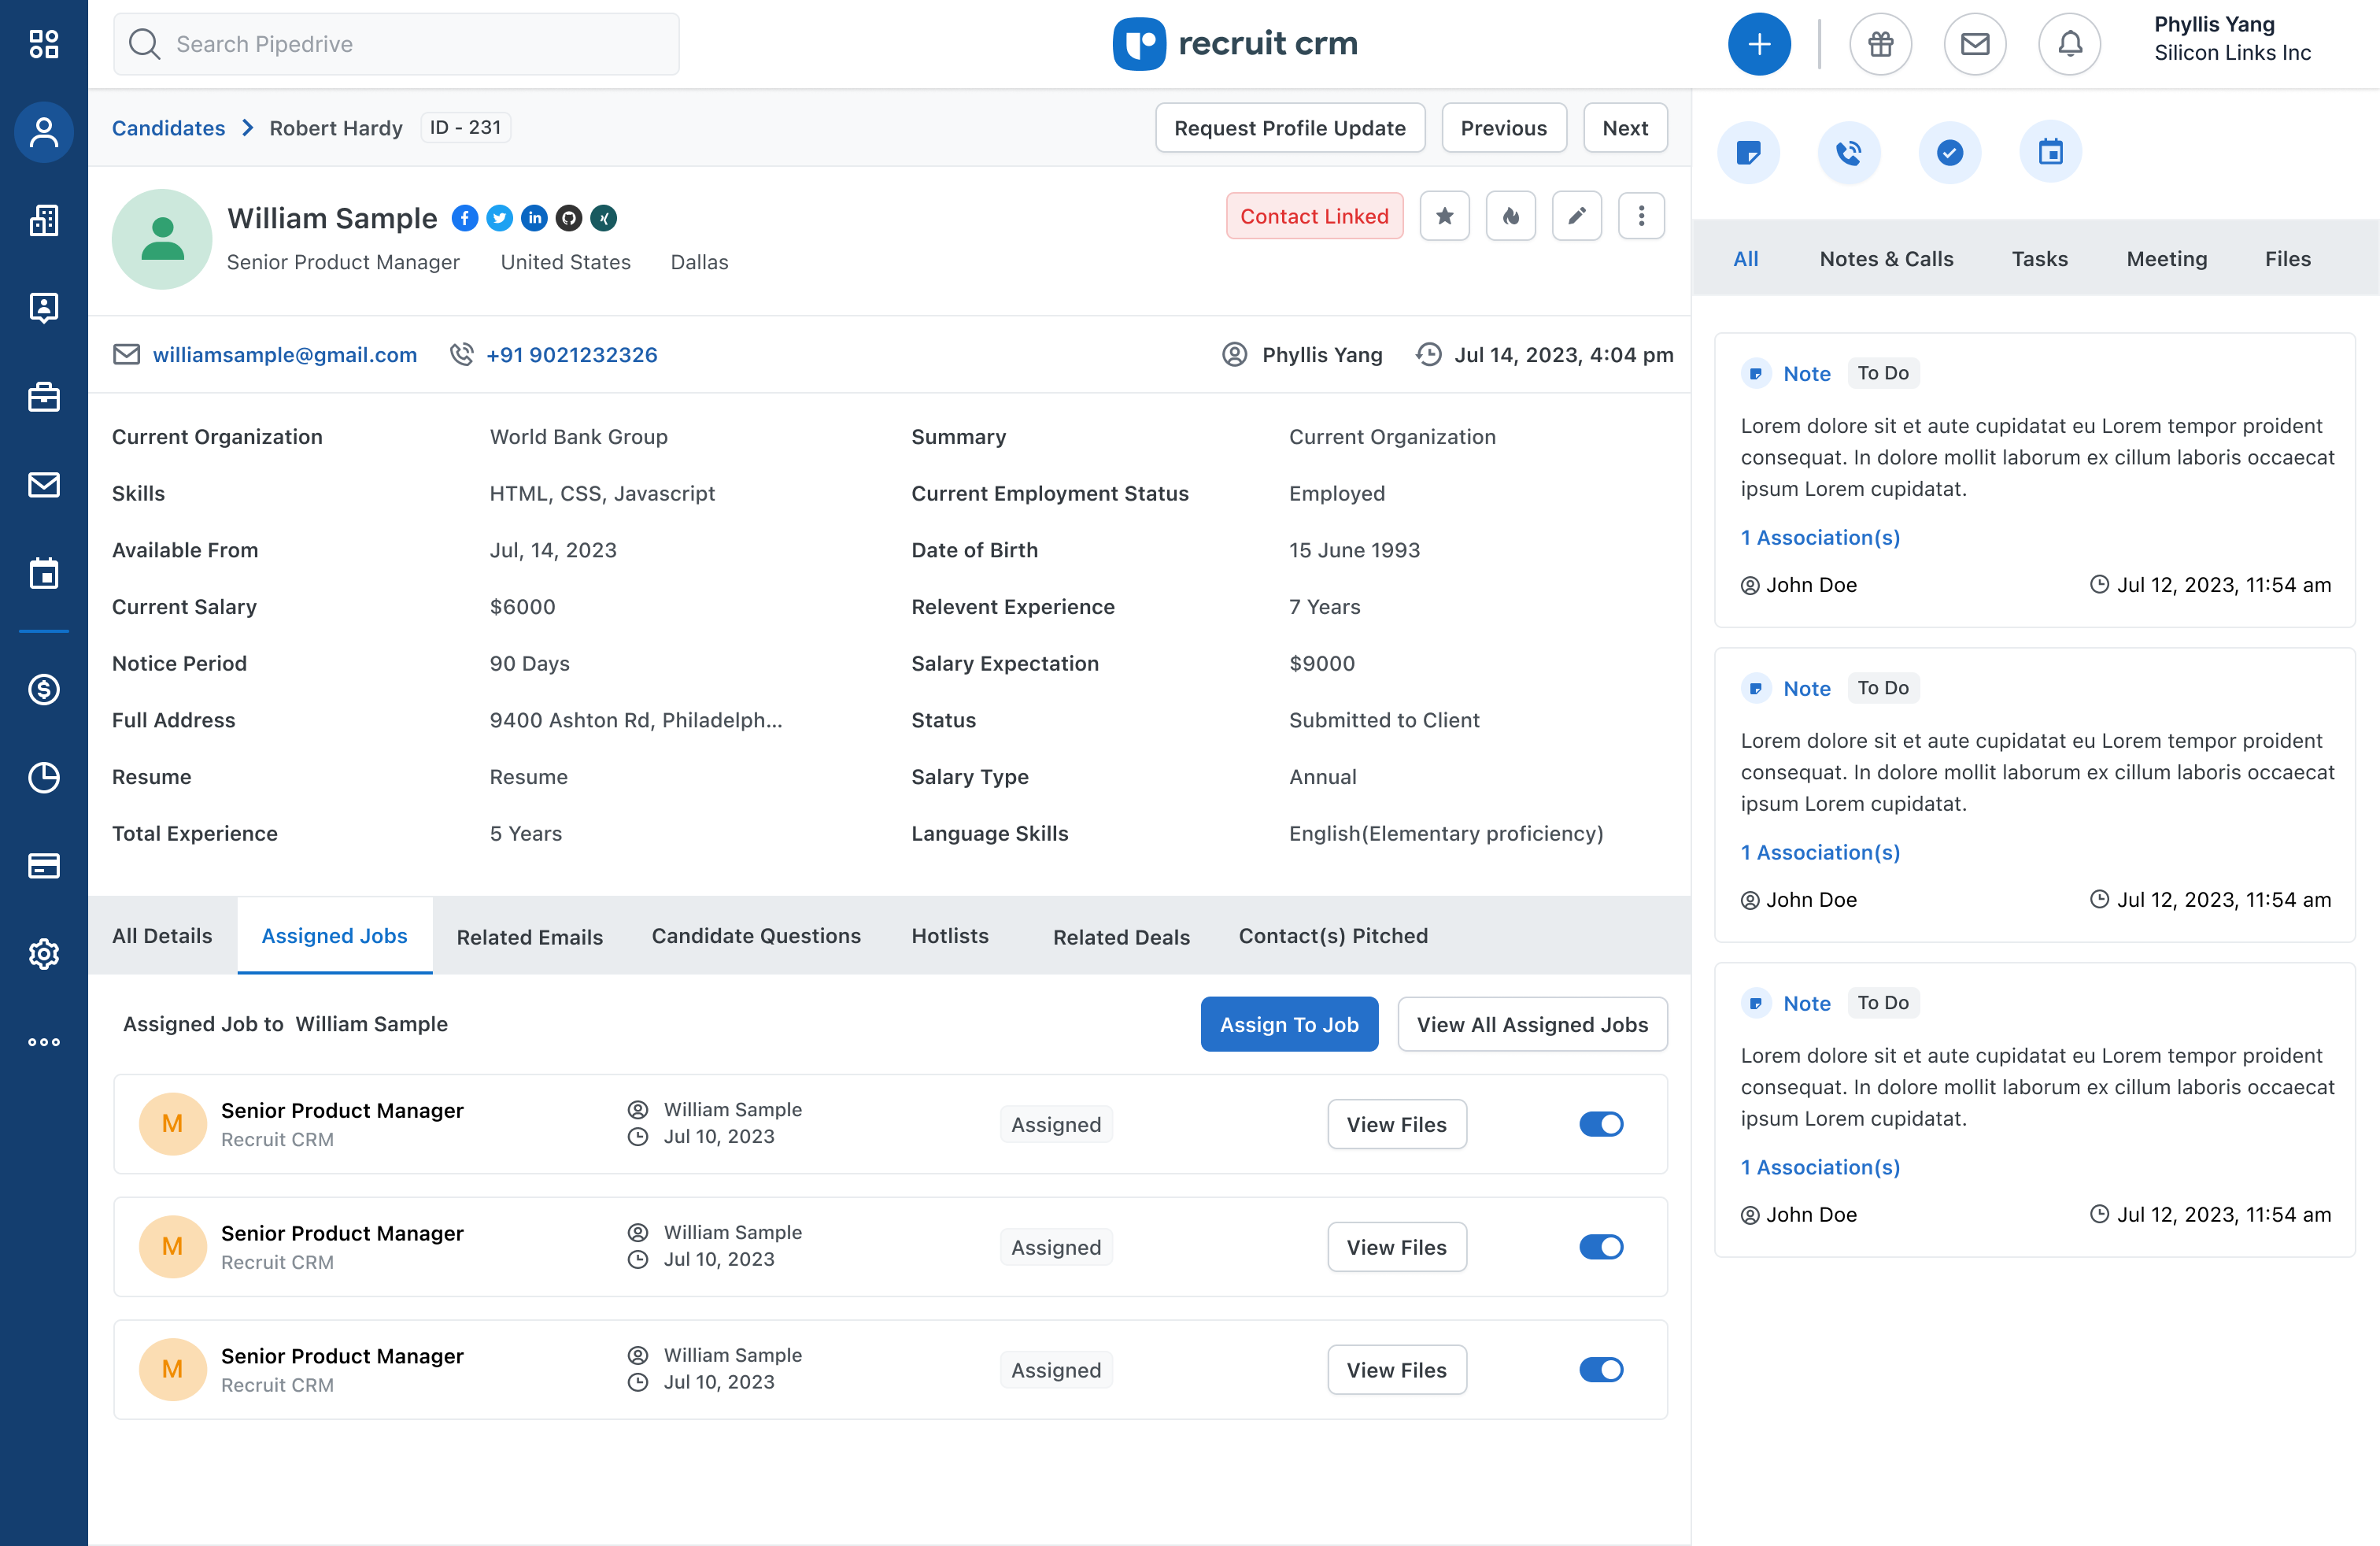 Search Pipedrive
recruit crm
Phyllis Yang
Silicon Links Inc
Candidates Robert Hardy ID - 231
Request Profile Update Previous Next
William Sample
Contact Linked
Senior Product Manager United States Dallas
williamsample@gmail.com +91 9021232326 Phyllis Yang Jul 14, 2023, 4:04 pm
Current Organization World Bank Group Summary Current Organization
Skills HTML, CSS, Javascript Current Employment Status Employed
Available From Jul, 14, 2023 Date of Birth 15 June 1993
Current Salary $6000 Relevent Experience 7 Years
Notice Period 90 Days Salary Expectation $9000
Full Address 9400 Ashton Rd, Philadelph... Status Submitted to Client
Resume Resume Salary Type Annual
Total Experience 5 Years Language Skills English(Elementary proficiency)
All Details Assigned Jobs Related Emails Candidate Questions Hotlists Related Deals Contact(s) Pitched
Assigned Job to William Sample Assign To Job View All Assigned Jobs
M
Senior Product Manager
Recruit CRM
William Sample
Jul 10, 2023
Assigned
View Files
M
Senior Product Manager
Recruit CRM
William Sample
Jul 10, 2023
Assigned
View Files
M
Senior Product Manager
Recruit CRM
William Sample
Jul 10, 2023
Assigned
View Files
All Notes & Calls Tasks Meeting Files
Note To Do
Lorem dolore sit et aute cupidatat eu Lorem tempor proident
consequat. In dolore mollit laborum ex cillum laboris occaecat
ipsum Lorem cupidatat.
1 Association(s)
John Doe Jul 12, 2023, 11:54 am
Note To Do
Lorem dolore sit et aute cupidatat eu Lorem tempor proident
consequat. In dolore mollit laborum ex cillum laboris occaecat
ipsum Lorem cupidatat.
1 Association(s)
John Doe Jul 12, 2023, 11:54 am
Note To Do
Lorem dolore sit et aute cupidatat eu Lorem tempor proident
consequat. In dolore mollit laborum ex cillum laboris occaecat
ipsum Lorem cupidatat.
1 Association(s)
John Doe Jul 12, 2023, 11:54 am